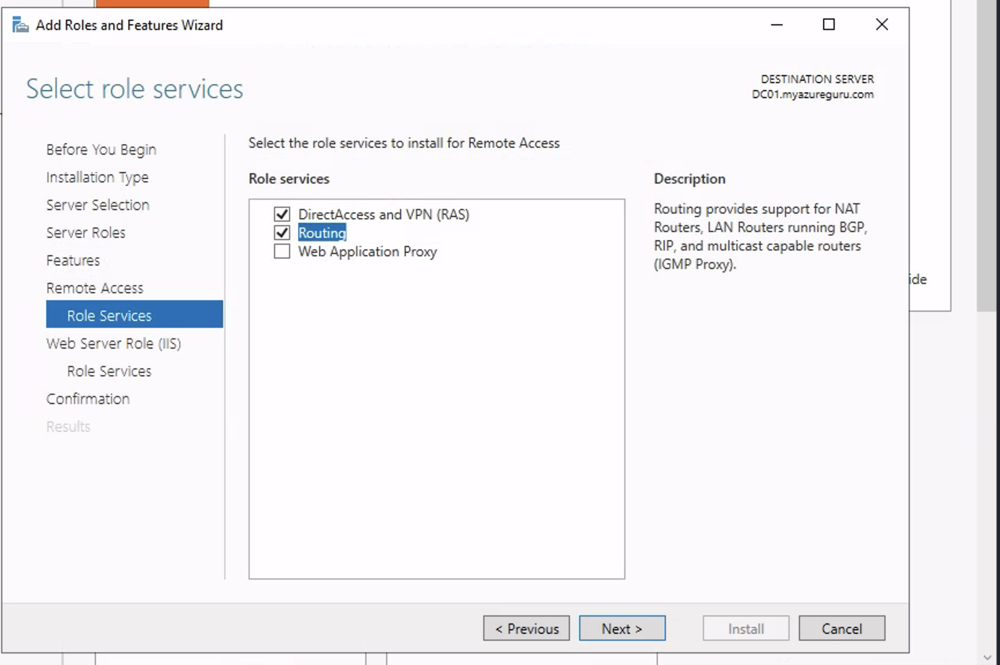 Add Roles and Features Wizard
Select role services
DESTINATION SERVER
DC01.myazureguru.com
Before You Begin
Installation Type
Server Selection
Server Roles
Features
Remote Access
Role Services
Web Server Role (IIS)
Role Services
Confirmation
Results
Select the role services to install for Remote Access
Role services
DirectAccess and VPN (RAS)
Routing
Web Application Proxy
Description
Routing provides support for NAT
Routers, LAN Routers running BGP,
RIP, and multicast capable routers
(IGMP Proxy).
ide
< Previous
Next >
Install
Cancel